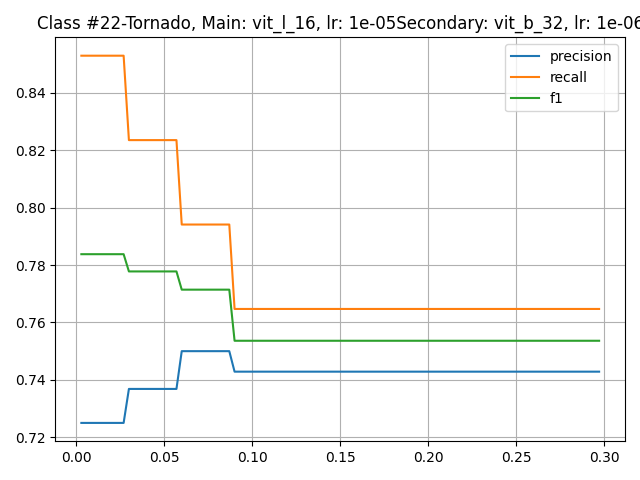 Class #22-Tornado, Main: vit_l_16, lr: 1e-05Secondary: vit_b_32, lr: 1e-06
precision
recall
f1
0.84
0.82
0.80
0.78
0.76
0.74
0.72
0.00 0.05 0.10 0.15 0.20 0.25 0.30